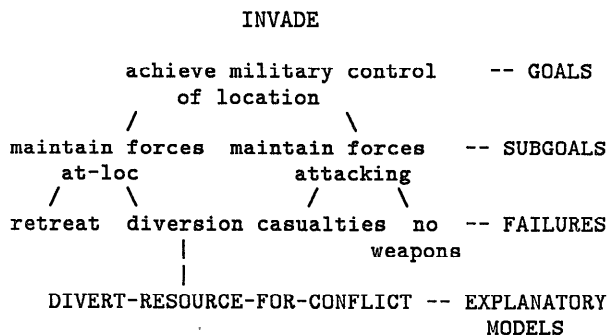 INVADE
achieve military control -- GOALS
of location
/ \
maintain forces maintain forces -- SUBGOALS
at-loc attacking
/ \ / \
retreat diversion casualties no -- FAILURES
| weapons
|
DIVERT-RESOURCE-FOR-CONFLICT -- EXPLANATORY
MODELS